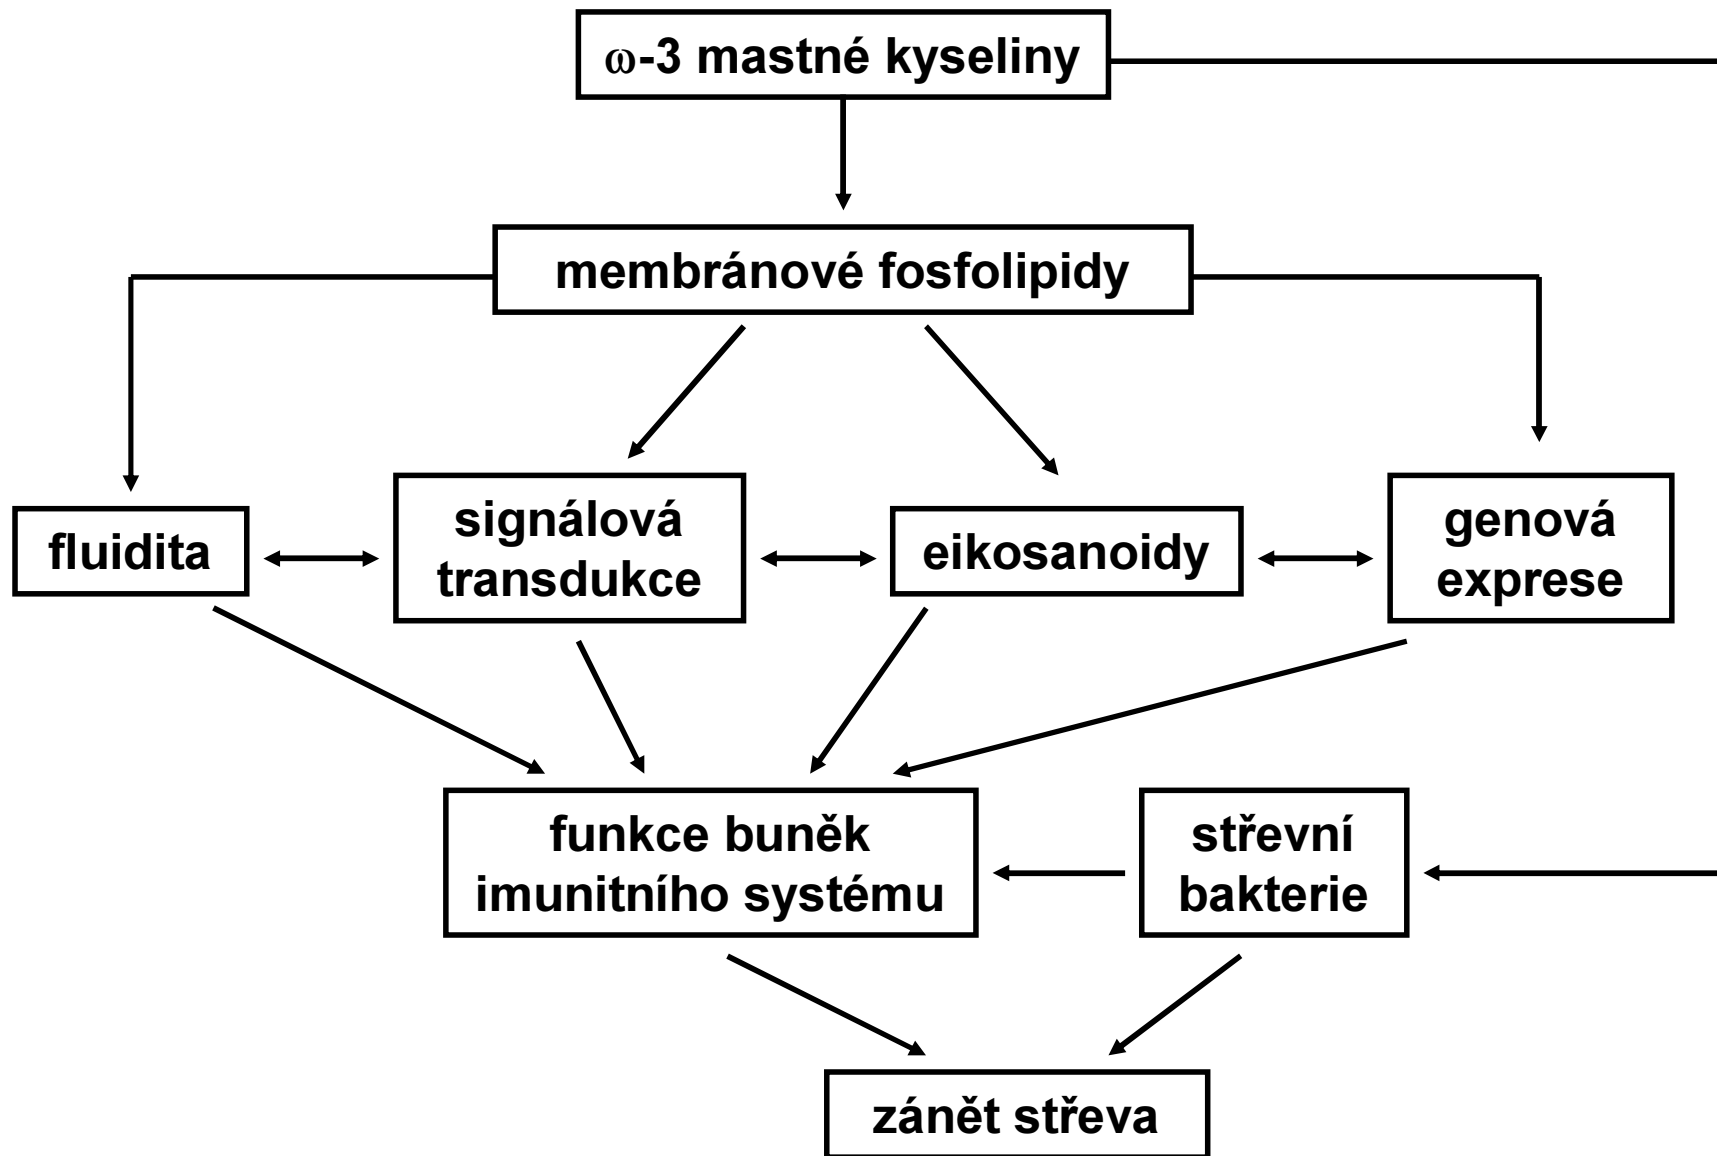 ω-3 mastné kyseliny
membránové fosfolipidy
fluidita
signálová
transdukce
eikosanoidy
genová
exprese
funkce buněk
imunitního systému
střevní
bakterie
zánět střeva